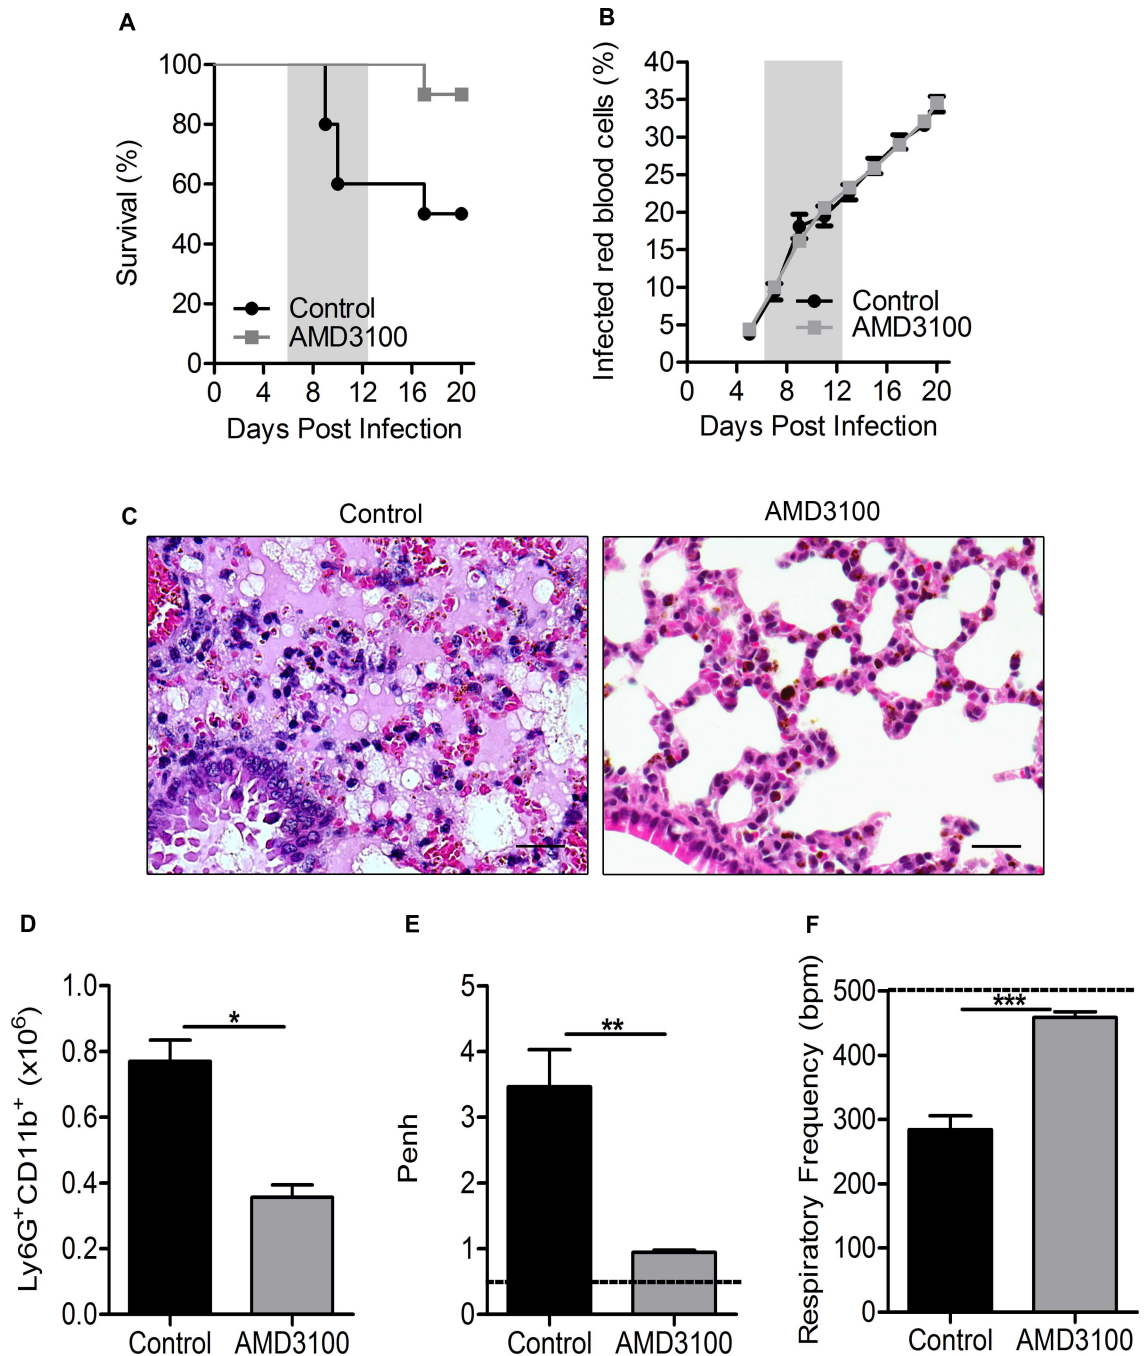 A
Survival (%)
100
80
60
40
20
0
Control
AMD3100
0 4 8 12 16 20
Days Post Infection
B
Infected red blood cells (%)
40
35
30
25
20
15
10
5
0
Control
AMD3100
0 4 8 12 16 20
Days Post Infection
C
Control
AMD3100
D
Ly6G⁺CD11b⁺ (x10⁶)
1.0
0.8
0.6
0.4
0.2
0.0
*
Control AMD3100
E
Penh
5
4
3
2
1
0
**
Control AMD3100
F
Respiratory Frequency (bpm)
500
400
300
200
100
0
***
Control AMD3100